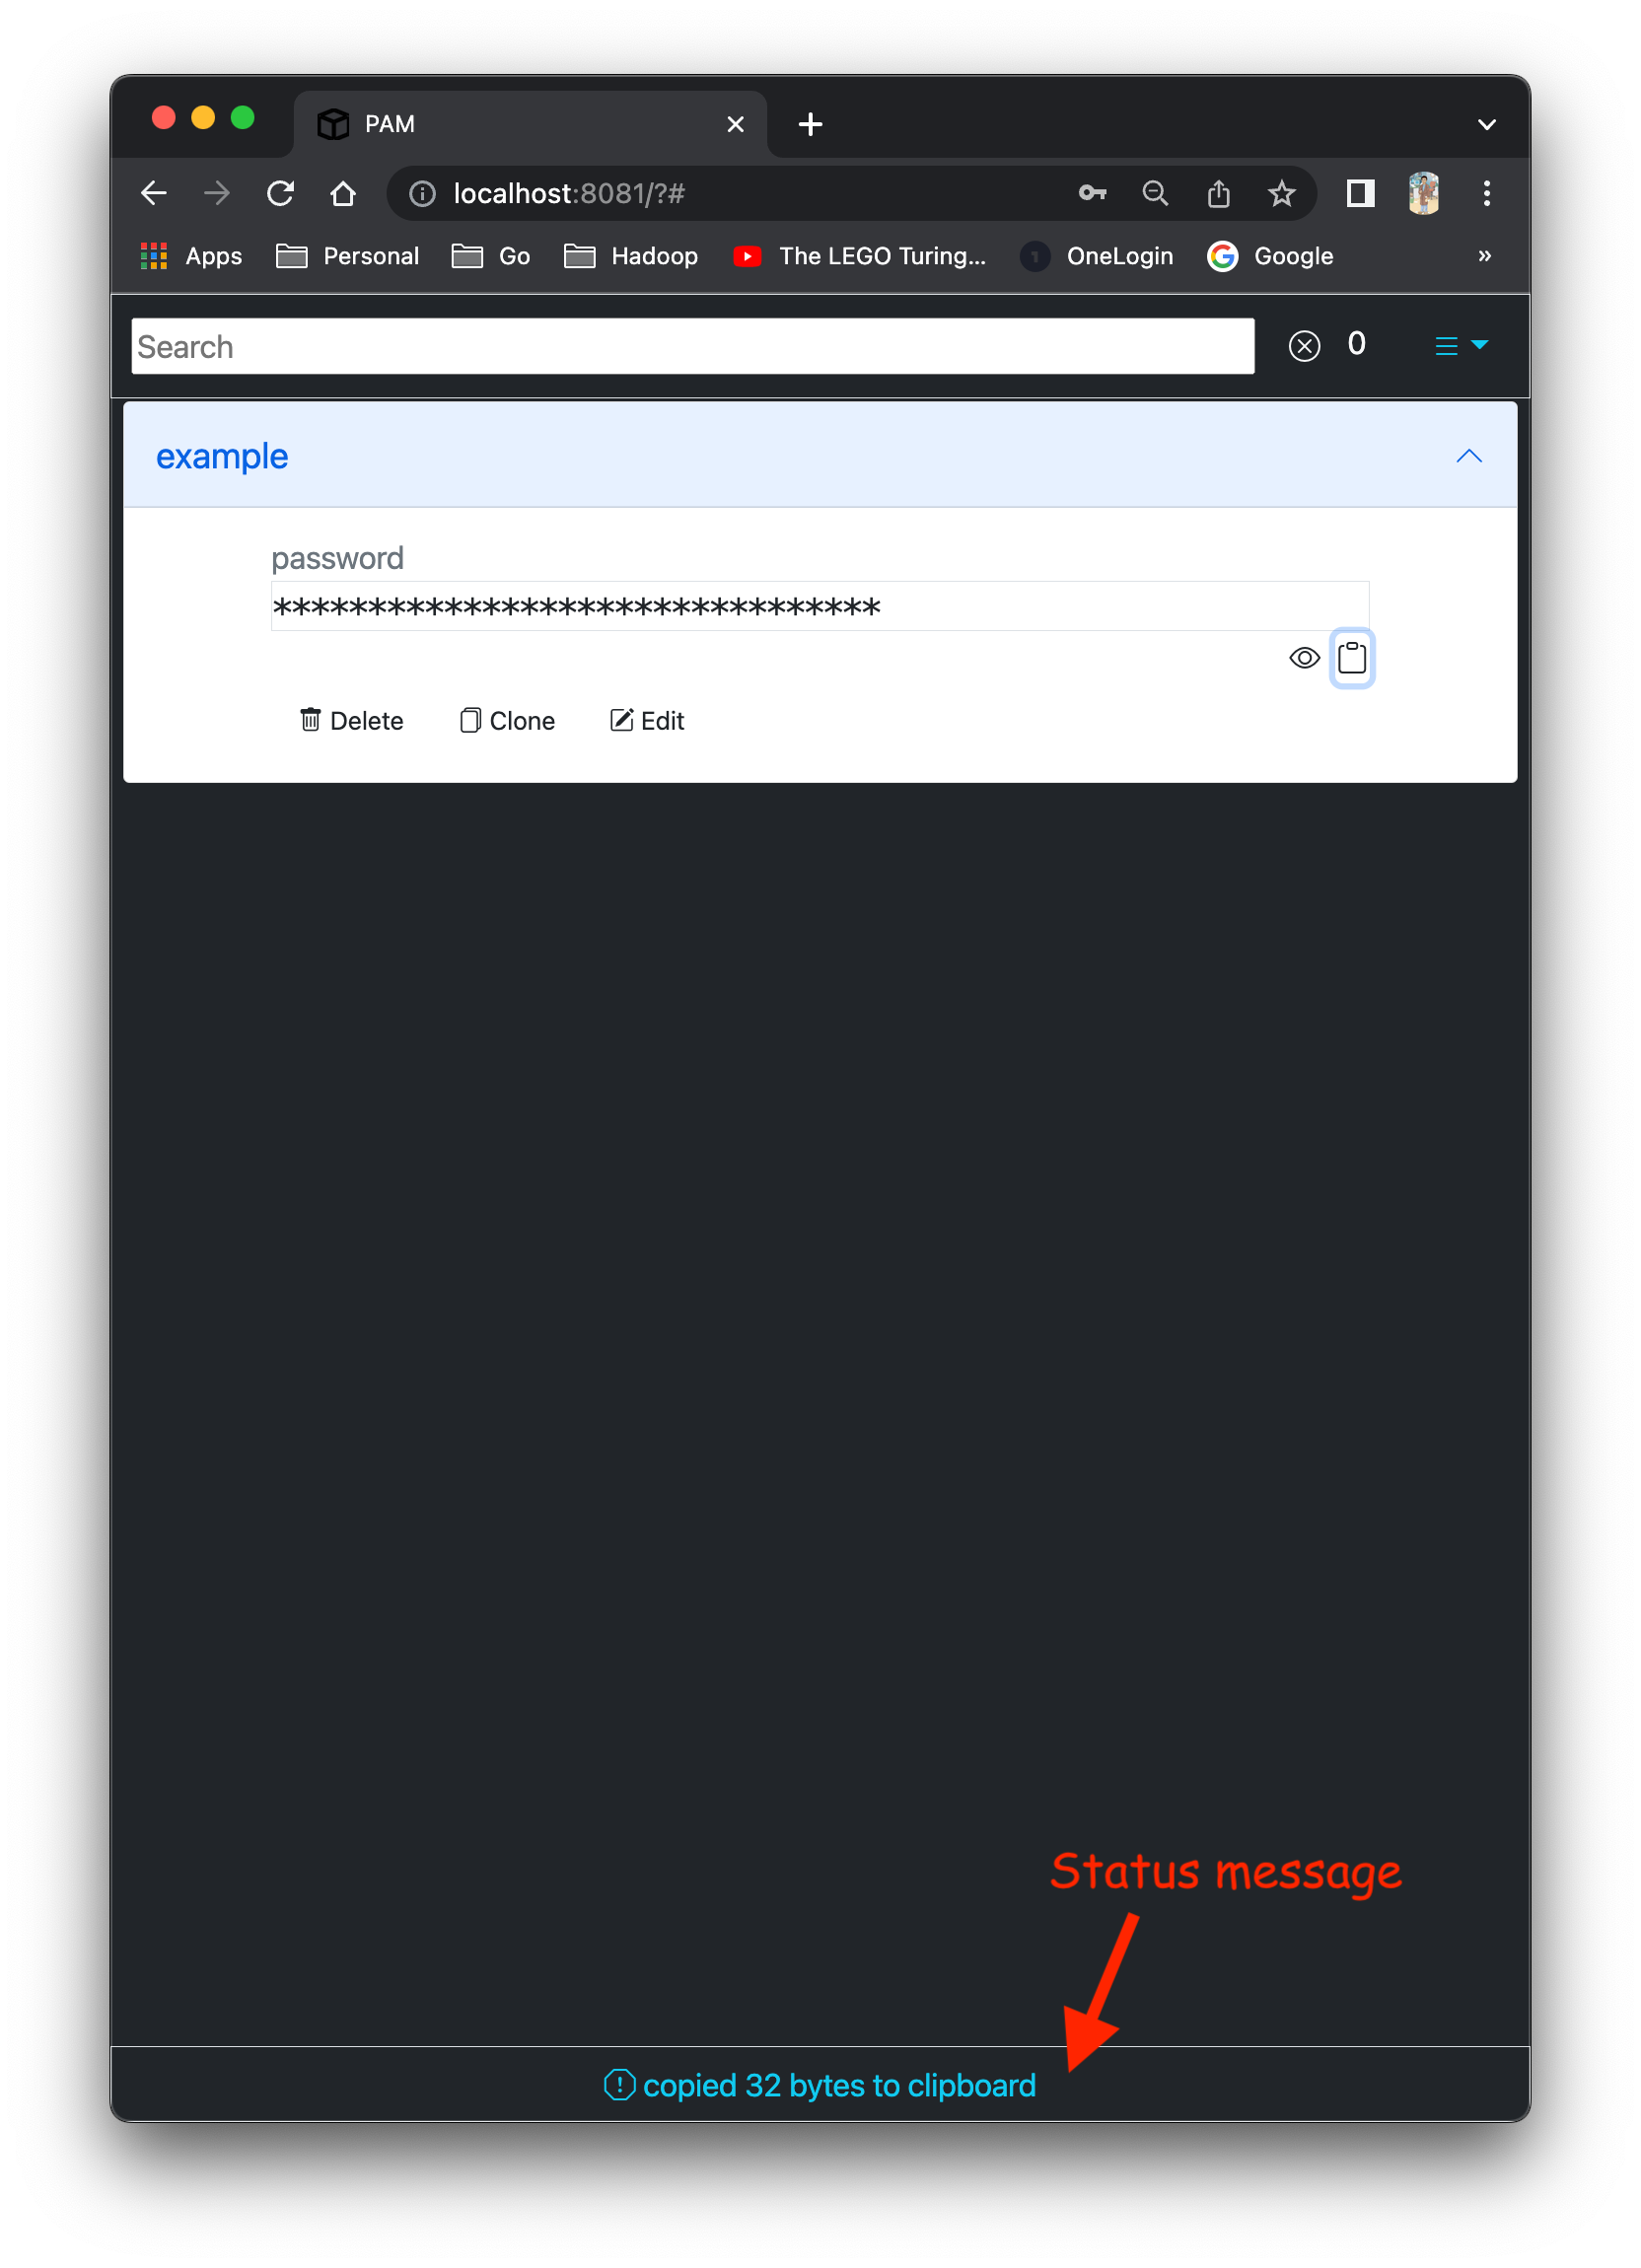 PAM
localhost:8081/?#
Apps Personal Go Hadoop The LEGO Turing... OneLogin Google »
Search 0
example
password
********************************
Delete Clone Edit
Status message
copied 32 bytes to clipboard